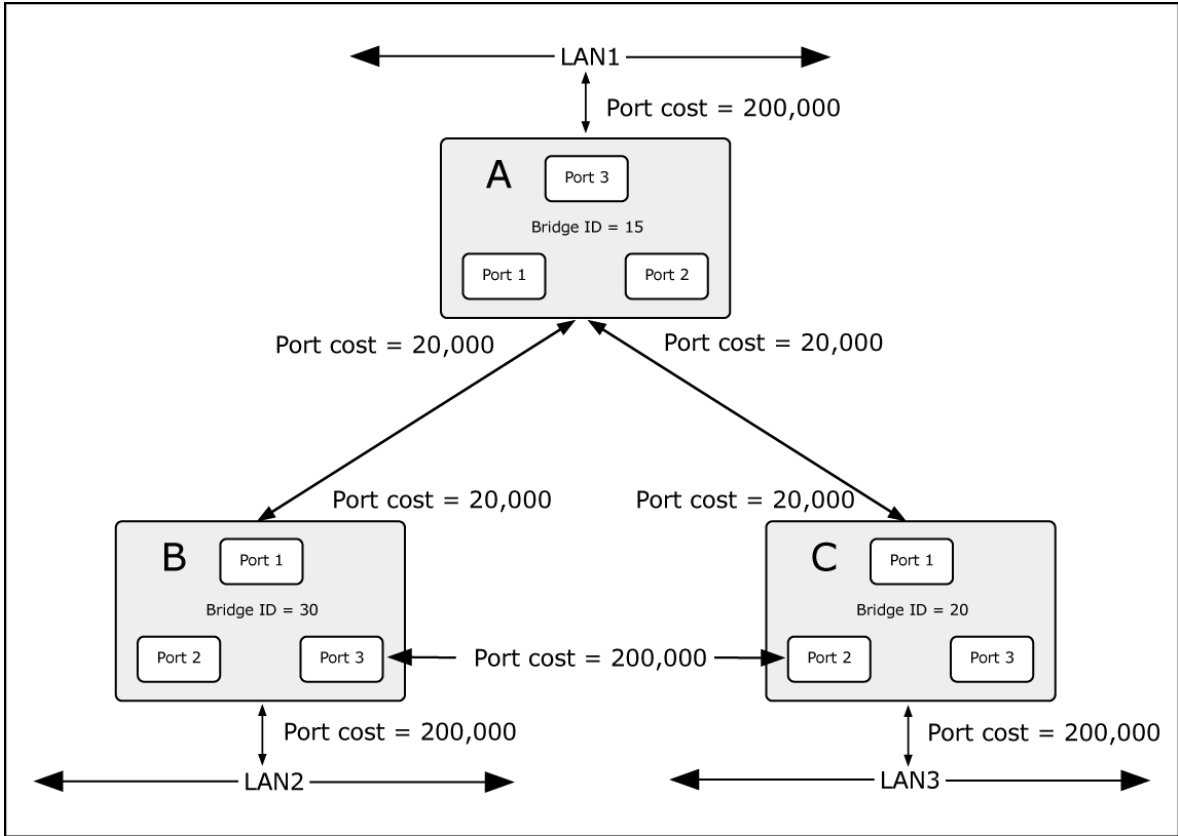 LAN1
Port cost = 200,000
A
Port 3
Bridge ID = 15
Port 1
Port 2
Port cost = 20,000
Port cost = 20,000
Port cost = 20,000
Port cost = 20,000
B
Port 1
Bridge ID = 30
Port 2
Port 3
C
Port 1
Bridge ID = 20
Port 2
Port 3
Port cost = 200,000
Port cost = 200,000
LAN2
Port cost = 200,000
LAN3